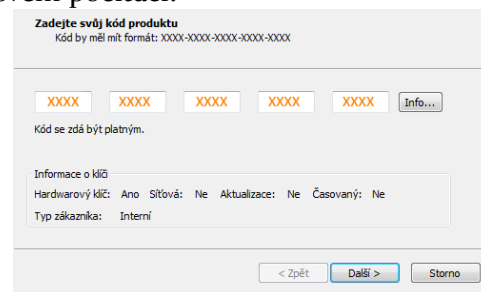 Zadejte svůj kód produktu
Kód by měl mít formát: XXXX-XXXX-XXXX-XXXX-XXXX
XXXX XXXX XXXX XXXX XXXX Info...
Kód se zdá být platným.
Informace o klíči
Hardwarový klíč: Ano Síťová: Ne Aktualizace: Ne Časovaný: Ne
Typ zákazníka: Interní
< Zpět Další > Storno